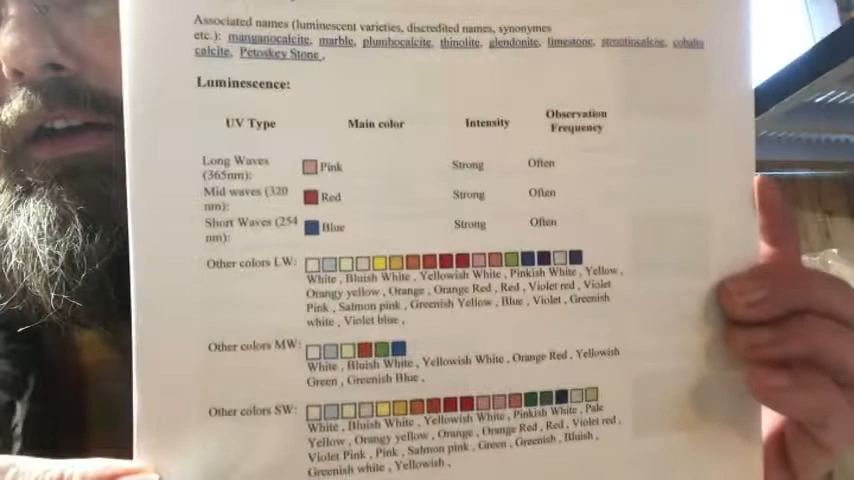 Associated names (luminescent varieties, discredited names, synonymes
etc.): manganocalcite, marble, plumbocalcite, thinolite, glendonite, limestone, strontiocalcite, cobalto
calcite, Petoskey Stone ,
Luminescence:
UV Type Main color Intensity Observation Frequency
Long Waves (365nm): Pink Strong Often
Mid waves (320 nm): Red Strong Often
Short Waves (254 nm): Blue Strong Often
Other colors LW:
White , Bluish White , Yellowish White , Pinkish White , Yellow ,
Orangy yellow , Orange , Orange Red , Red , Violet red , Violet
Pink , Salmon pink , Greenish Yellow , Blue , Violet , Greenish
white , Violet blue ,
Other colors MW:
White , Bluish White , Yellowish White , Orange Red , Yellowish
Green , Greenish Blue ,
Other colors SW:
White , Bluish White , Yellowish White , Pinkish White , Pale
Yellow , Orangy yellow , Orange , Orange Red , Red , Violet red ,
Violet Pink , Pink , Salmon pink , Green , Greenish , Bluish ,
Greenish white , Yellowish ,